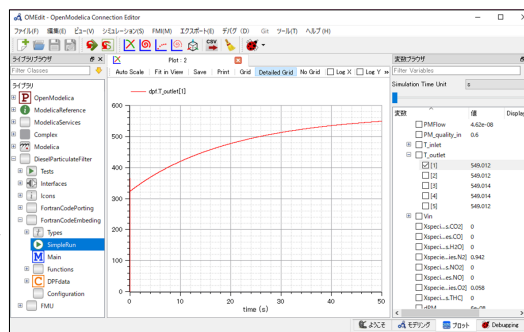 OMEdit - OpenModelica Connection Editor
ファイル(F) 編集(E) ビュー(V) シミュレーション(S) FMI(M) エクスポート(E) デバグ (D) Git ツール(T) ヘルプ (H)
ライブラリブラウザ
Filter Classes
ライブラリ
OpenModelica
ModelicaReference
ModelicaServices
Complex
Modelica
DieselParticulateFilter
Tests
Interfaces
Icons
FortranCodePorting
FortranCodeEmbeding
Types
SimpleRun
Main
Functions
DPFdata
Configuration
FMU
Plot : 2
Auto Scale Fit in View Save Print Grid Detailed Grid No Grid Log X Log Y
dpf.T_outlet[1]
600
500
400
300
200
100
0
0 10 20 30 40 50
time (s)
変数ブラウザ
Filter Variables
Simulation Time Unit s
変数 値 Display
PMFlow 4.62e-08
PM_quality_in 0.6
T_inlet
T_outlet
[1] 549.012
[2] 549.012
[3] 549.014
[4] 549.014
[5] 549.012
Vin
Xspeci...s.CO2] 0
Xspeci...es.CO] 0
Xspeci...s.H2O] 0
Xspecie...ies.N2] 0.942
Xspeci...s.NO2] 0
Xspeci...es.NO] 0
Xspecie...ies.O2] 0.058
Xspeci...s.THC] 0
ようこそ モデリング プロット Debugging